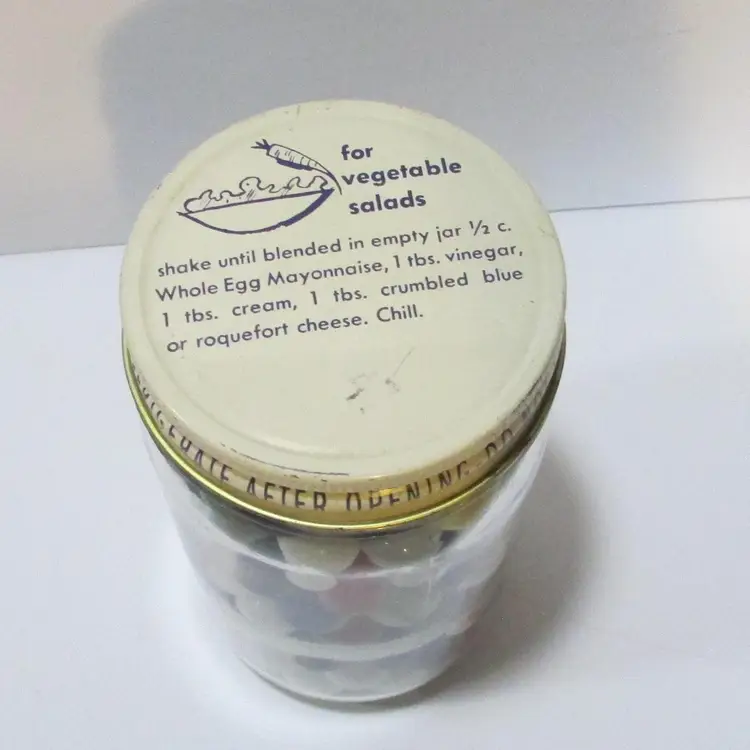 for
vegetable
salads
shake until blended in empty jar ½ c.
Whole Egg Mayonnaise, 1 tbs. vinegar,
1 tbs. cream, 1 tbs. crumbled blue
or roquefort cheese. Chill.
AFTER OPENING